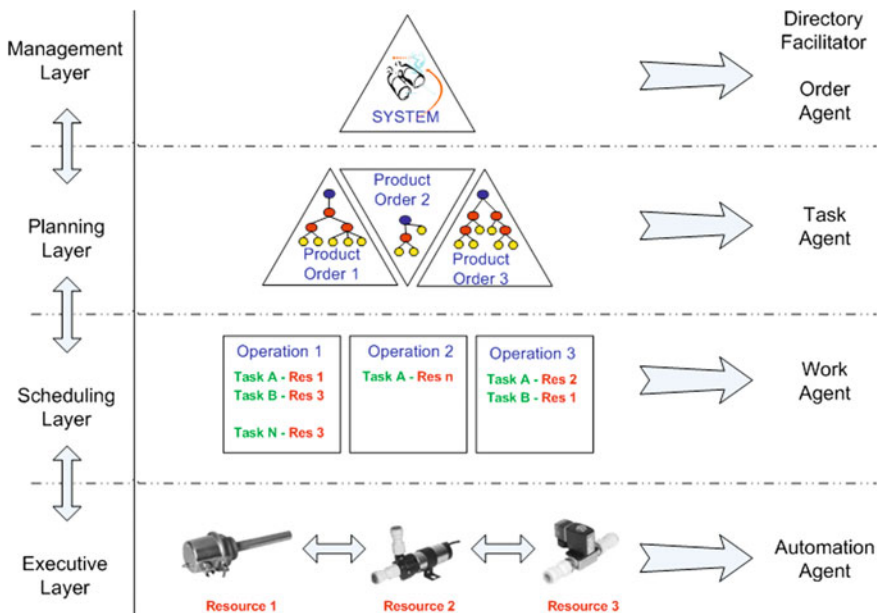 Management
Layer
SYSTEM
Directory
Facilitator
Order
Agent
Planning
Layer
Product
Order 1
Product
Order 2
Product
Order 3
Task
Agent
Scheduling
Layer
Operation 1
Task A - Res 1
Task B - Res 3
Task N - Res 3
Operation 2
Task A - Res n
Operation 3
Task A - Res 2
Task B - Res 1
Work
Agent
Executive
Layer
Resource 1
Resource 2
Resource 3
Automation
Agent